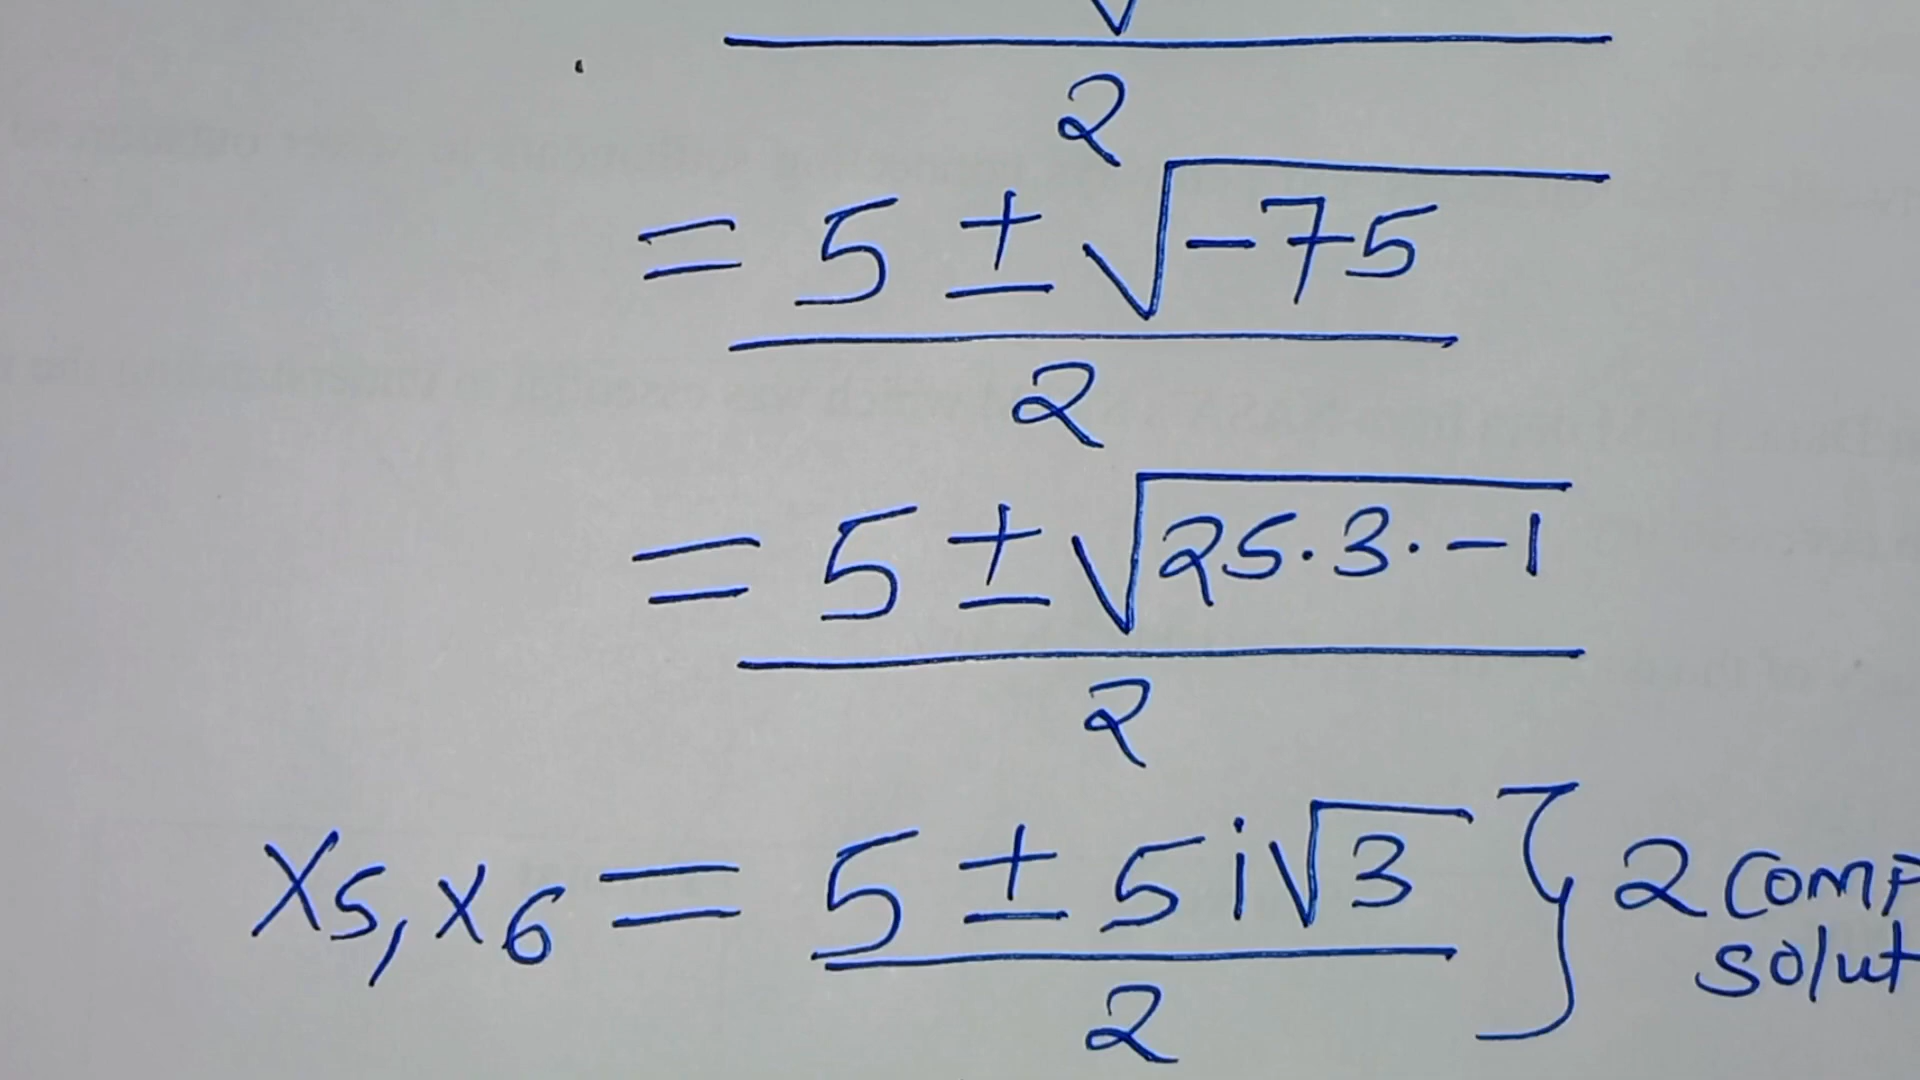 √
2
= 5 ± √-75
2
= 5 ± √25·3·-1
2
x5, x6 = 5 ± 5i√3 } 2 comp
2
solut